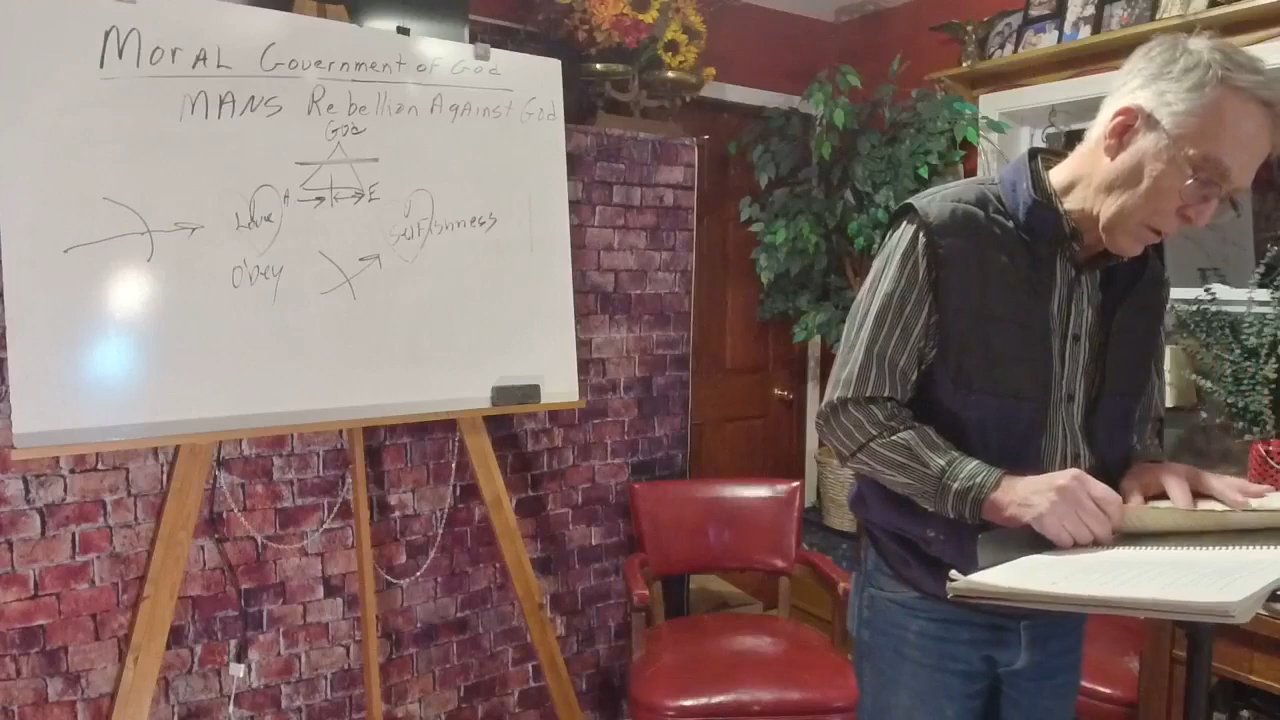 Moral Government of God
MANS Rebellion Against God
God
A E
Love
Selfishness
obey